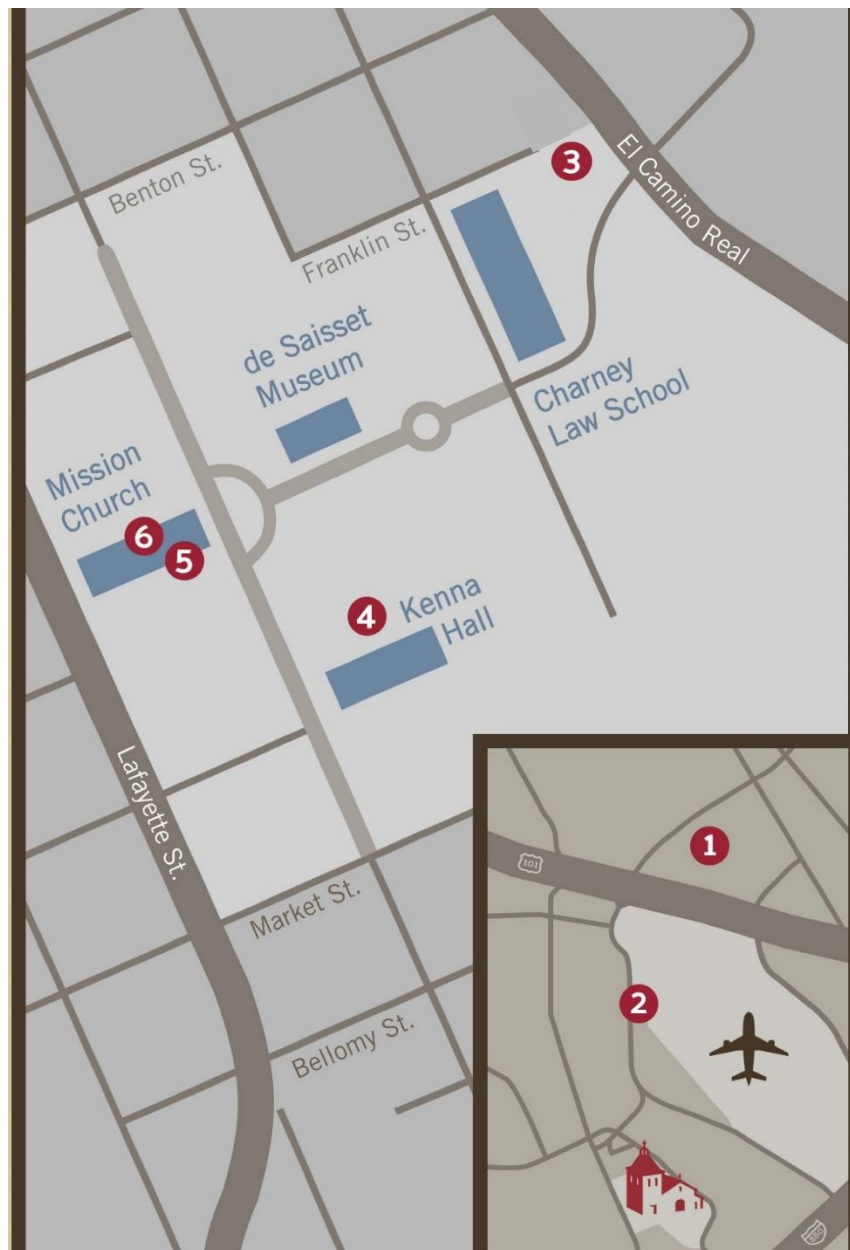 El Camino Real
3
Benton St.
Franklin St.
de Saisset
Museum
Charney
Law School
Mission
Church
6
5
4
Kenna
Hall
Lafayette St.
Market St.
Bellomy St.
1
101
2
880